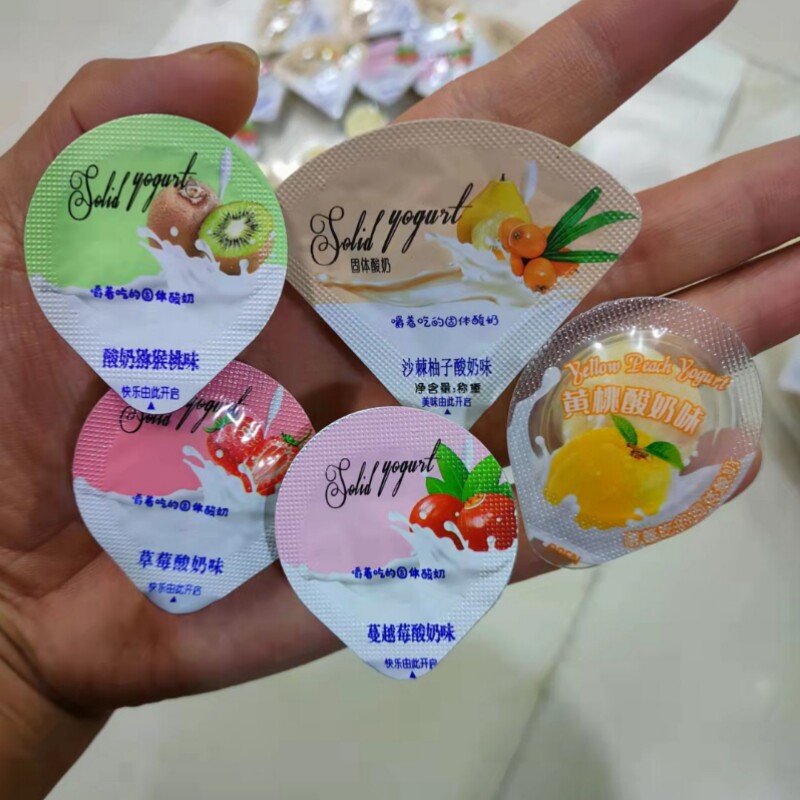 Solid yogurt
嚼着吃的固体酸奶
酸奶猕猴桃味
快乐由此开启
Solid yogurt
固体酸奶
嚼着吃的固体酸奶
沙棘柚子酸奶味
净含量:称重
美味由此开启
Yellow Peach Yogurt
黄桃酸奶味
Solid yogurt
嚼着吃的固体酸奶
草莓酸奶味
快乐由此开启
Solid yogurt
嚼着吃的固体酸奶
蔓越莓酸奶味
快乐由此开启